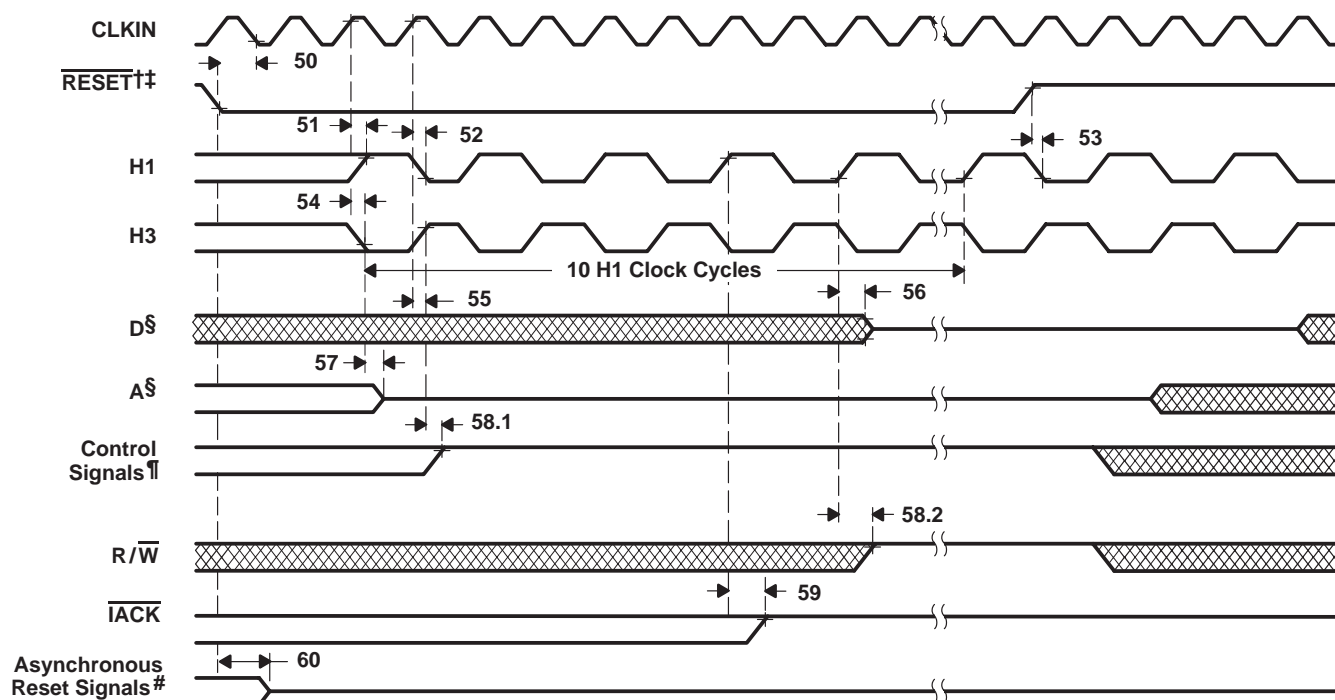 CLKIN
50
RESET†‡
51
52
53
H1
54
H3
10 H1 Clock Cycles
55
56
D§
57
A§
58.1
Control
Signals¶
58.2
R/W
59
IACK
60
Asynchronous
Reset Signals#